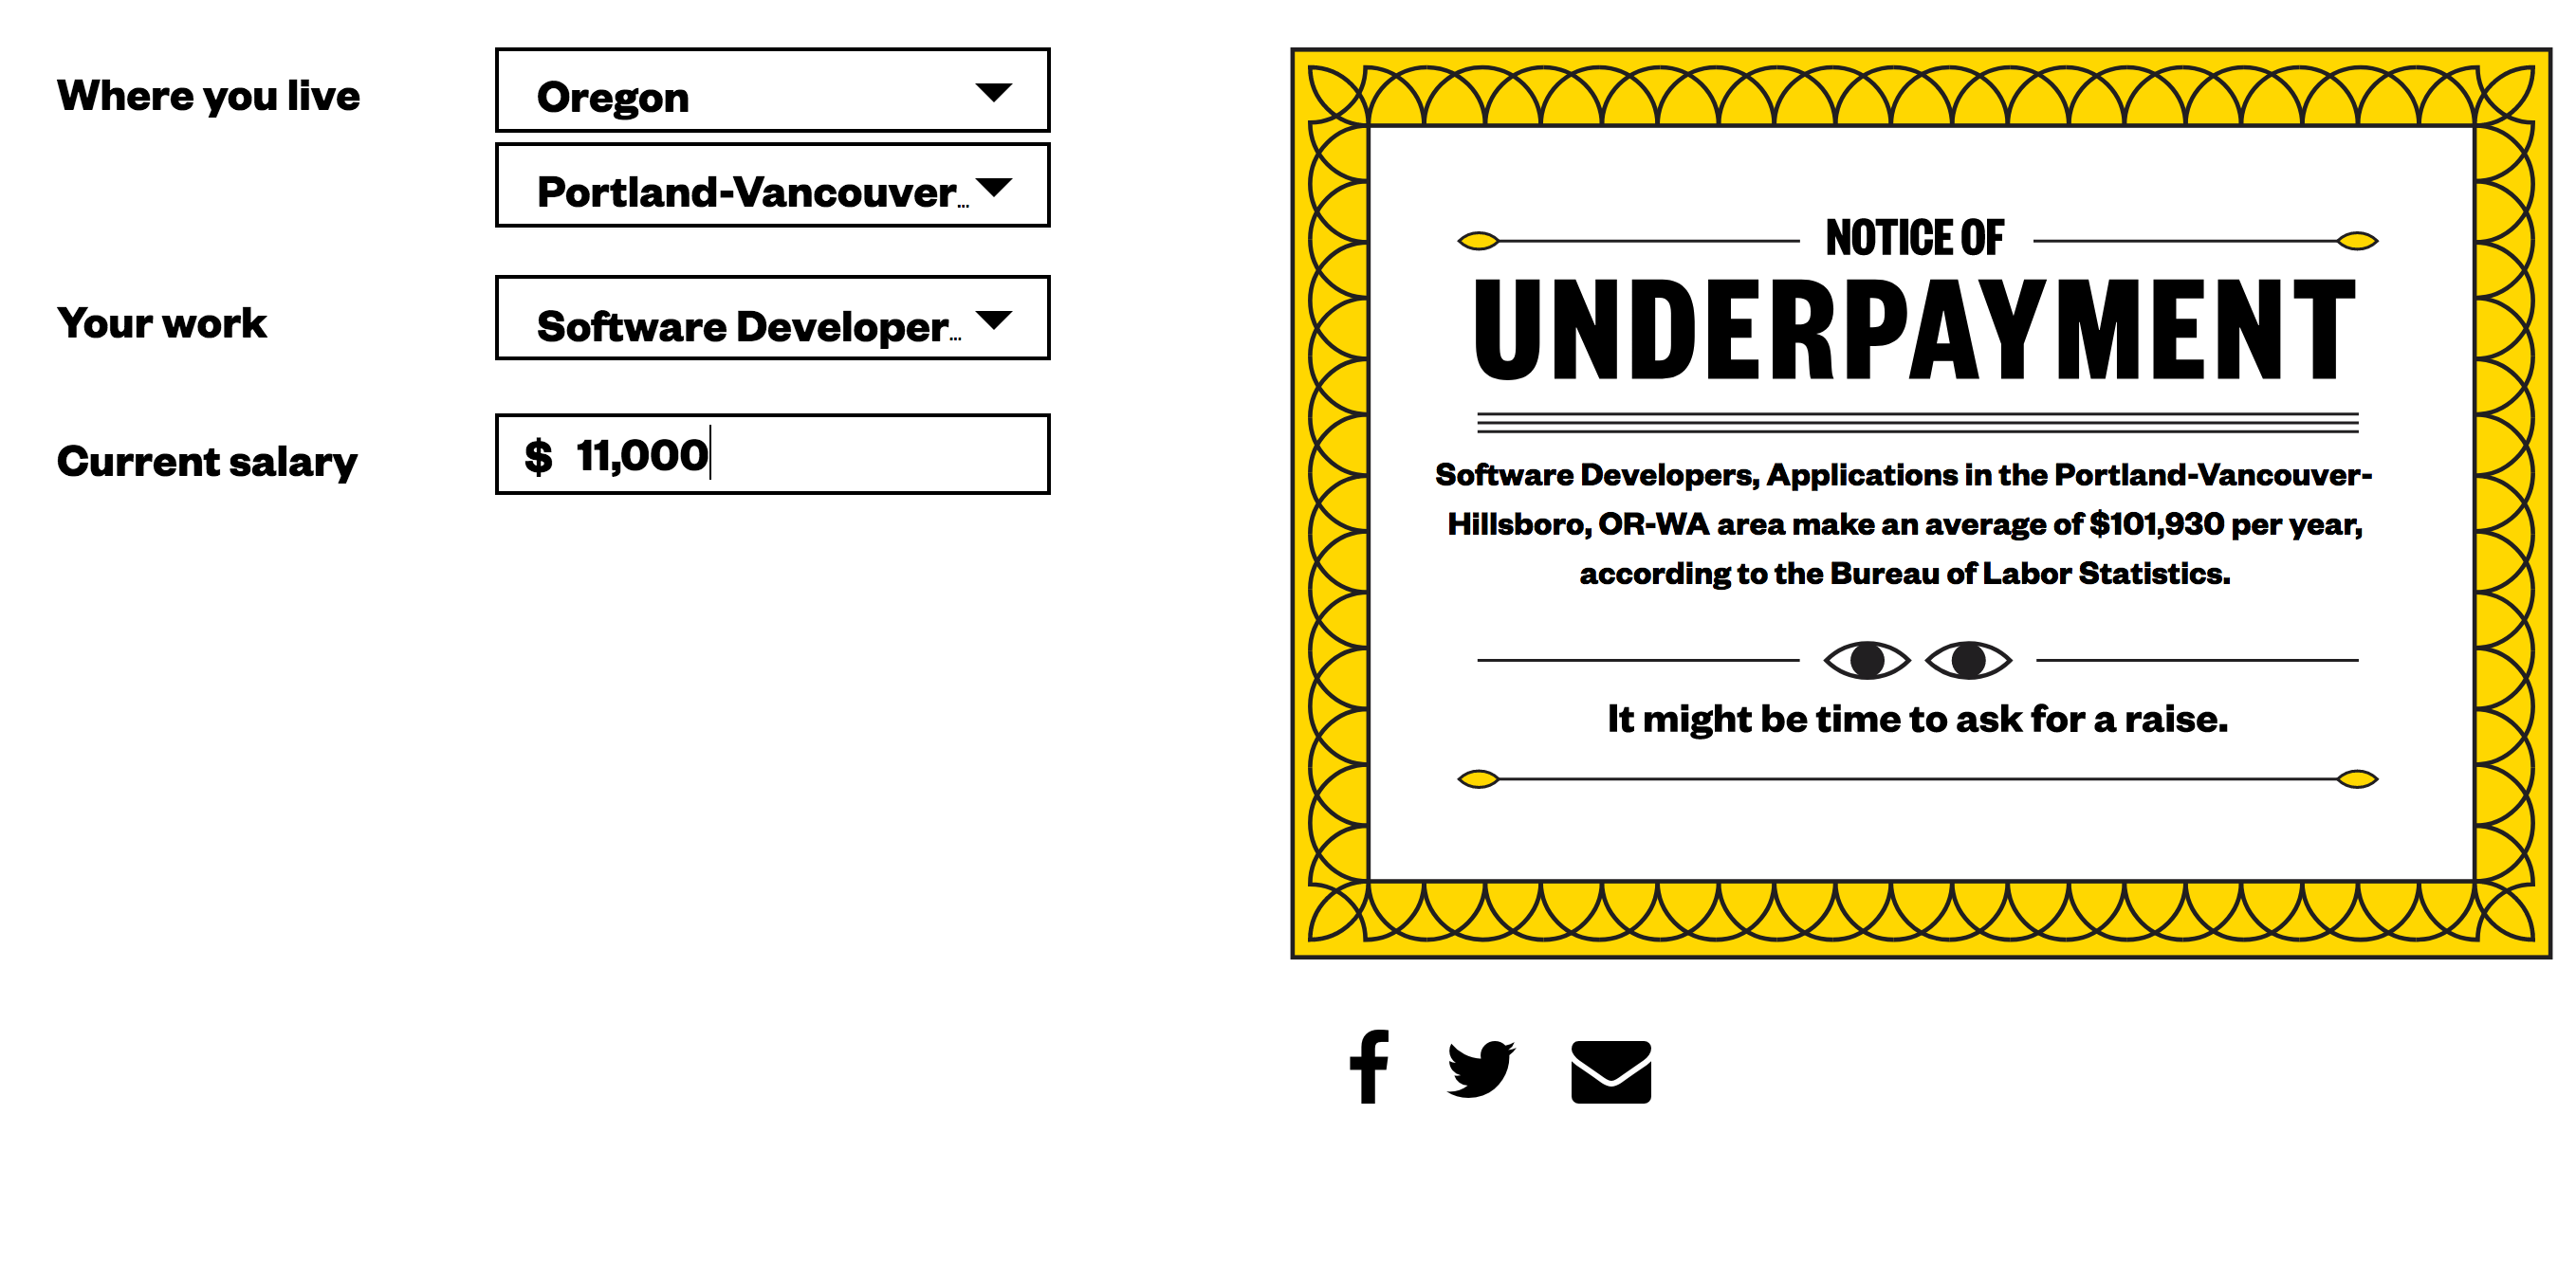 Where you live
Oregon
Portland-Vancouver...
Your work
Software Developer...
Current salary
$ 11,000
NOTICE OF
UNDERPAYMENT
Software Developers, Applications in the Portland-Vancouver-
Hillsboro, OR-WA area make an average of $101,930 per year,
according to the Bureau of Labor Statistics.
It might be time to ask for a raise.